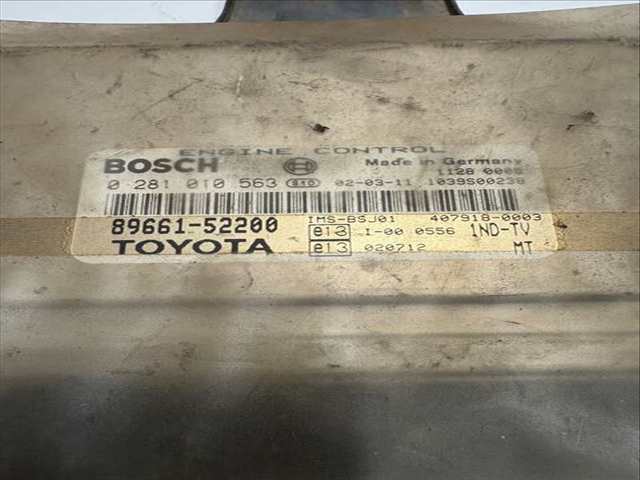 ENGINE CONTROL
BOSCH Made in Germany
1128 0000
0 281 010 563 02-03-11 1039S00238
89661-52200 IMS-BSJ01 407918-0003
e13 I-00 0556 1ND-TV
TOYOTA e13 020712 MT